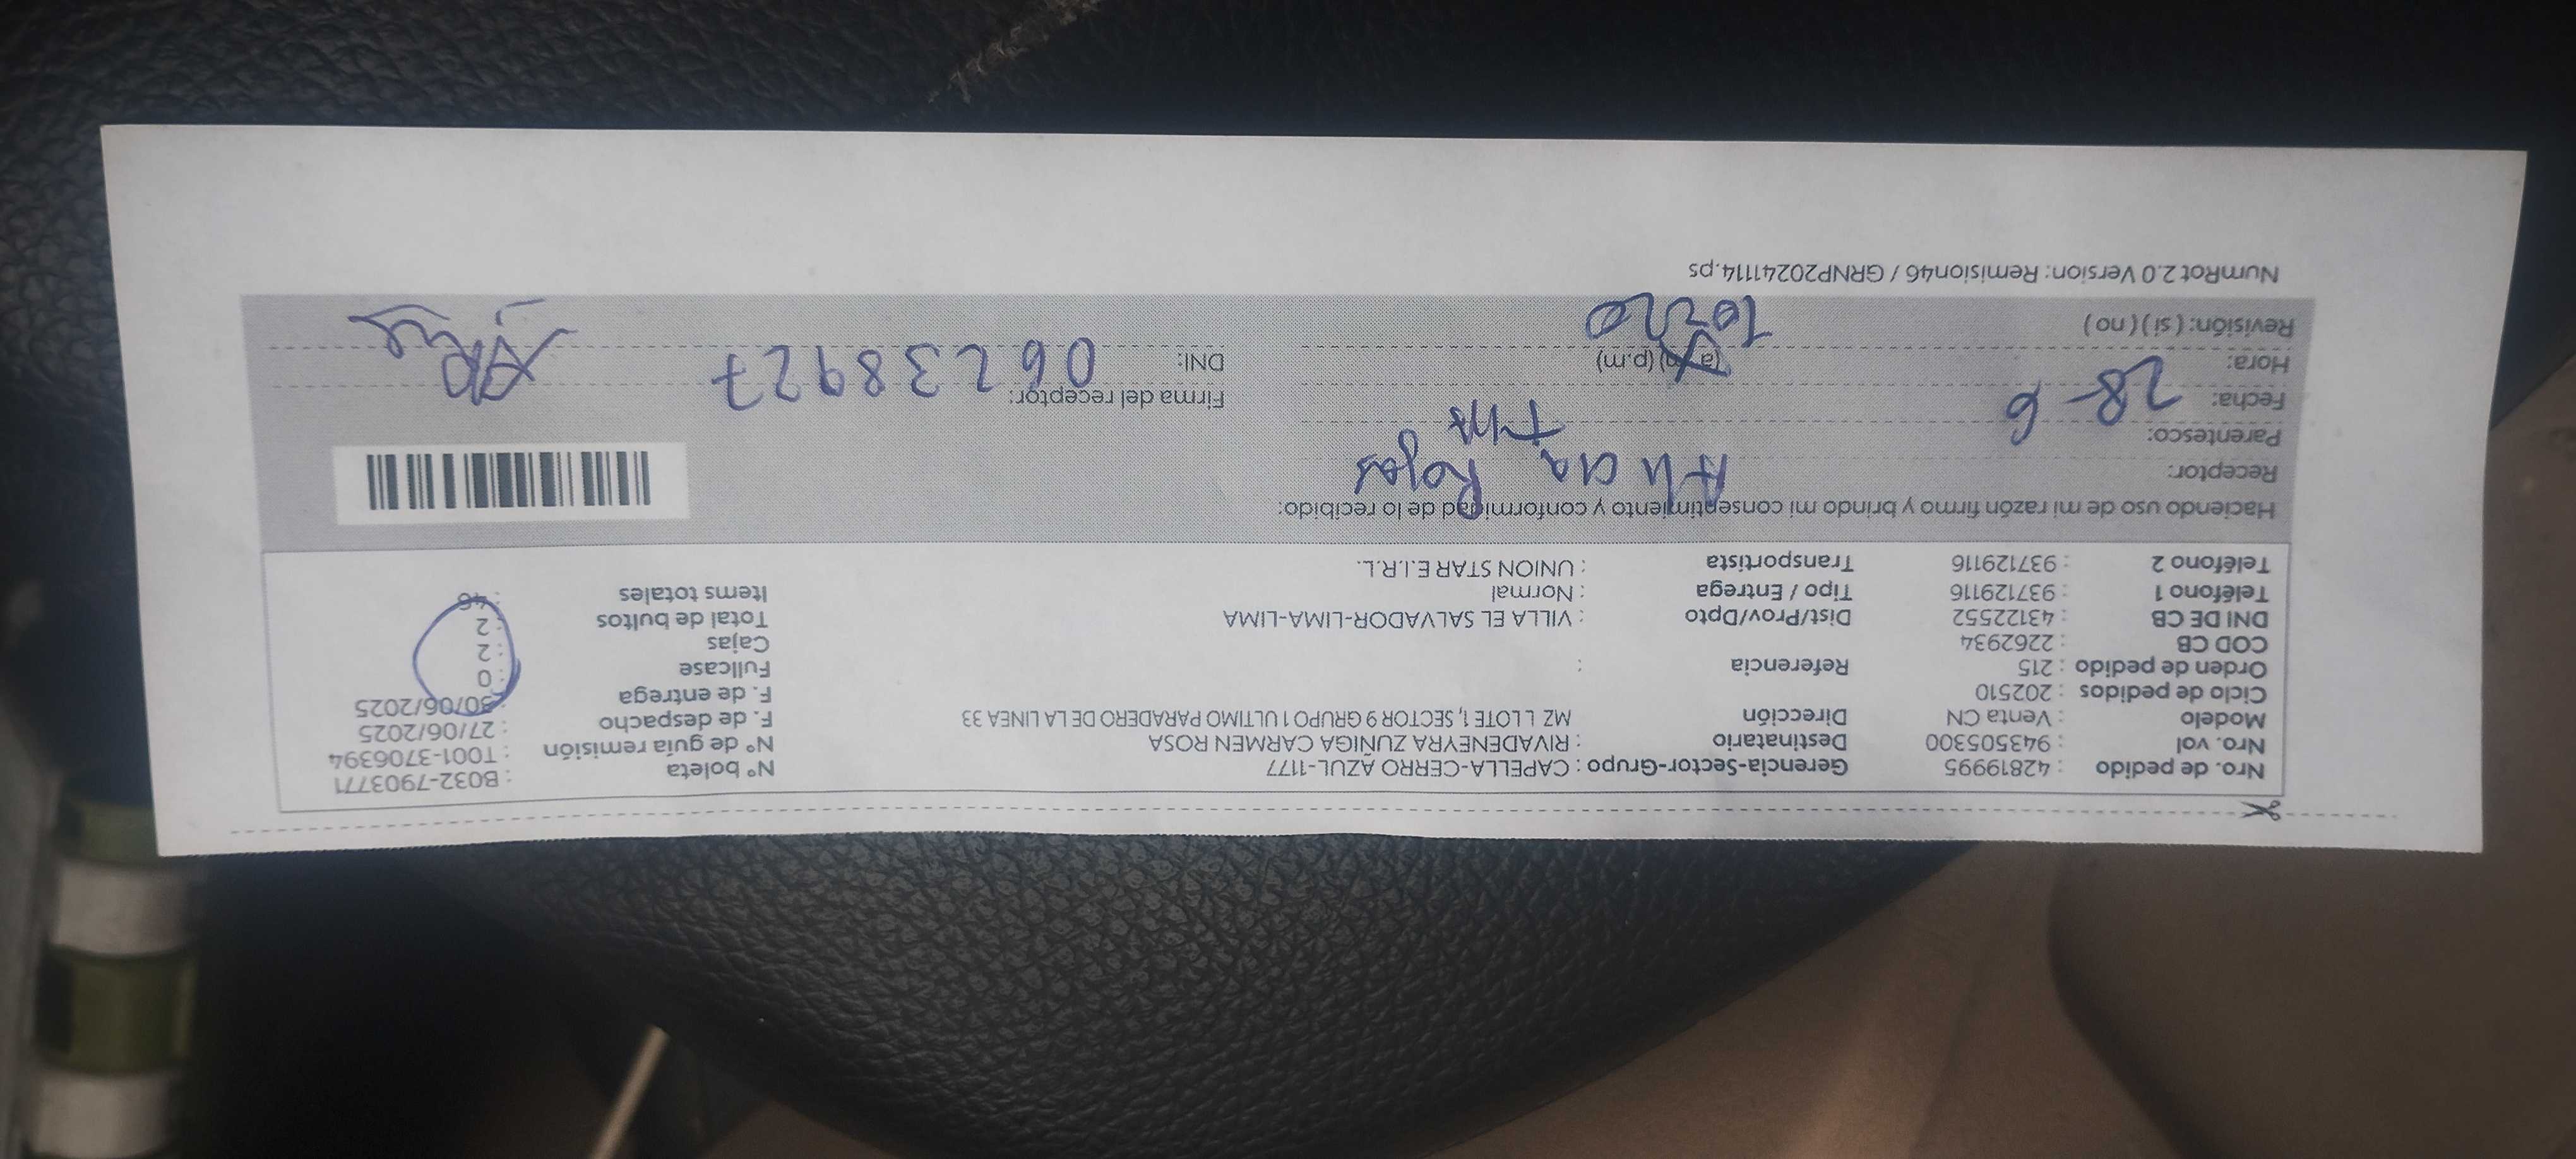 Nro. de pedido : 42819995 Gerencia-Sector-Grupo : CAPELLA-CERRO AZUL-1177 N° boleta : B032-7903771
Nro. vol : 943505300 Destinatario : RIVADENEYRA ZUÑIGA CARMEN ROSA N° de guía remisión : T001-3706394
Modelo : Venta CN Dirección MZ L LOTE 1, SECTOR 9 GRUPO 1 ULTIMO PARADERO DE LA LINEA 33 F. de despacho : 27/06/2025
Ciclo de pedidos : 202510 F. de entrega : 30/06/2025
Orden de pedido : 215 Referencia : Fullcase : 0
COD CB : 2262934 Cajas : 2
DNI DE CB : 43122552 Dist/Prov/Dpto : VILLA EL SALVADOR-LIMA-LIMA Total de bultos : 2
Teléfono 1 : 937129116 Tipo / Entrega : Normal Items totales : 46
Teléfono 2 : 937129116 Transportista : UNION STAR E.I.R.L.
Haciendo uso de mi razón firmo y brindo mi consentimiento y conformidad de lo recibido:
Receptor: Alicia Rojas
Parentesco: Tía
Fecha: 28-6 Firma del receptor:
Hora: (a.m) (p.m) DNI: 06238927
Revisión: ( si ) ( no ) 10:20
NumRot 2.0 Version: Remision46 / GRNP20241114.ps